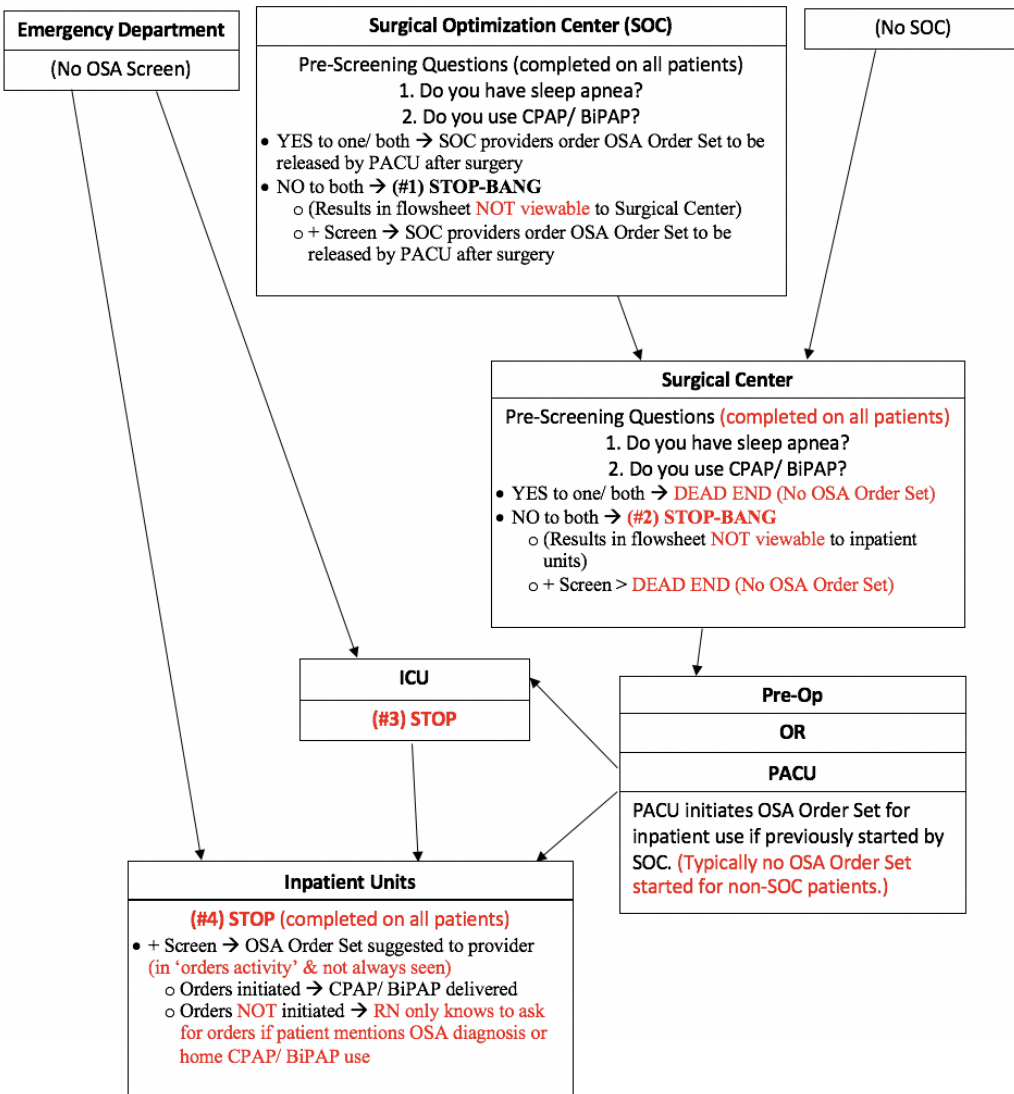 Emergency Department
(No OSA Screen)
Surgical Optimization Center (SOC)
Pre-Screening Questions (completed on all patients)
1. Do you have sleep apnea?
2. Do you use CPAP/ BiPAP?
• YES to one/ both → SOC providers order OSA Order Set to be
released by PACU after surgery
• NO to both → (#1) STOP-BANG
o (Results in flowsheet NOT viewable to Surgical Center)
o + Screen → SOC providers order OSA Order Set to be
released by PACU after surgery
(No SOC)
Surgical Center
Pre-Screening Questions (completed on all patients)
1. Do you have sleep apnea?
2. Do you use CPAP/ BiPAP?
• YES to one/ both → DEAD END (No OSA Order Set)
• NO to both → (#2) STOP-BANG
o (Results in flowsheet NOT viewable to inpatient
units)
o + Screen > DEAD END (No OSA Order Set)
ICU
(#3) STOP
Pre-Op
OR
PACU
PACU initiates OSA Order Set for
inpatient use if previously started by
SOC. (Typically no OSA Order Set
started for non-SOC patients.)
Inpatient Units
(#4) STOP (completed on all patients)
• + Screen → OSA Order Set suggested to provider
(in ‘orders activity’ & not always seen)
o Orders initiated → CPAP/ BiPAP delivered
o Orders NOT initiated → RN only knows to ask
for orders if patient mentions OSA diagnosis or
home CPAP/ BiPAP use